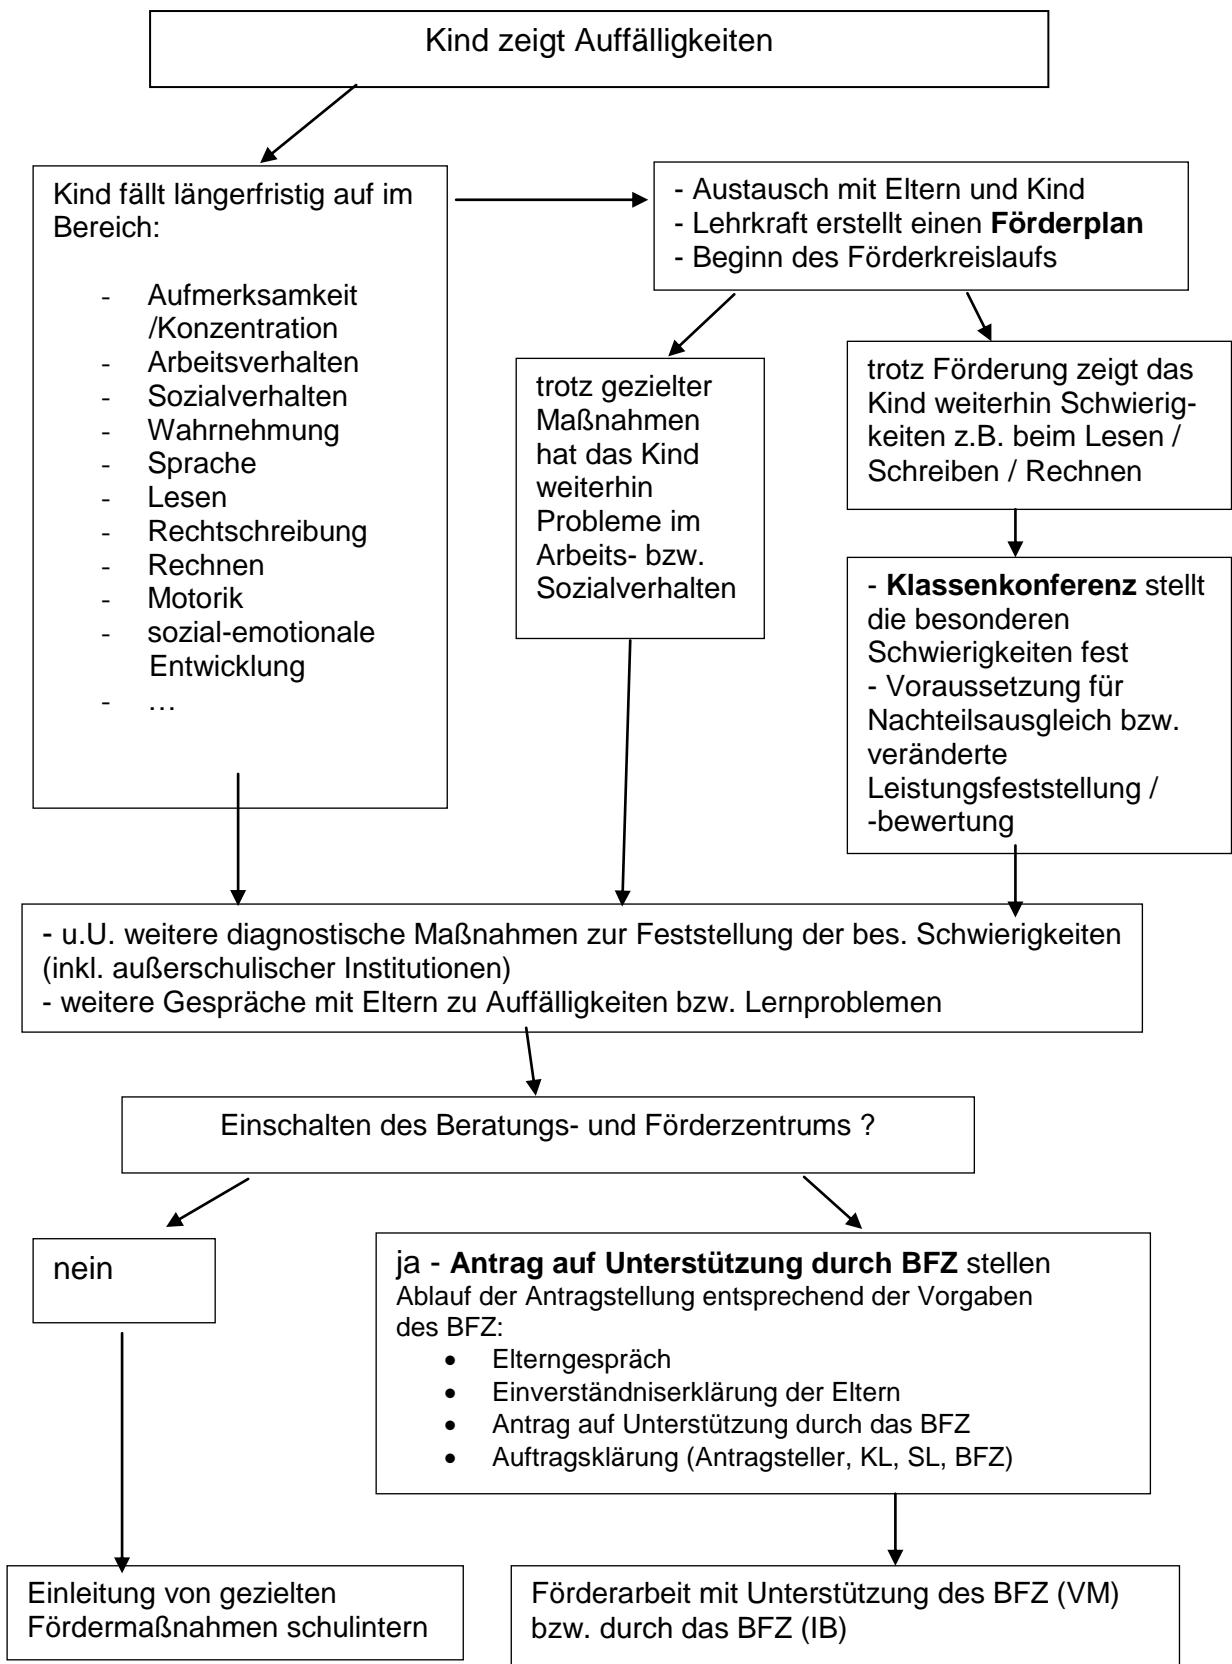 Kind zeigt Auffälligkeiten
Kind fällt längerfristig auf im
Bereich:
- Aufmerksamkeit
/Konzentration
- Arbeitsverhalten
- Sozialverhalten
- Wahrnehmung
- Sprache
- Lesen
- Rechtschreibung
- Rechnen
- Motorik
- sozial-emotionale
Entwicklung
- …
- Austausch mit Eltern und Kind
- Lehrkraft erstellt einen Förderplan
- Beginn des Förderkreislaufs
trotz gezielter
Maßnahmen
hat das Kind
weiterhin
Probleme im
Arbeits- bzw.
Sozialverhalten
trotz Förderung zeigt das
Kind weiterhin Schwierig-
keiten z.B. beim Lesen /
Schreiben / Rechnen
- Klassenkonferenz stellt
die besonderen
Schwierigkeiten fest
- Voraussetzung für
Nachteilsausgleich bzw.
veränderte
Leistungsfeststellung /
-bewertung
- u.U. weitere diagnostische Maßnahmen zur Feststellung der bes. Schwierigkeiten
(inkl. außerschulischer Institutionen)
- weitere Gespräche mit Eltern zu Auffälligkeiten bzw. Lernproblemen
Einschalten des Beratungs- und Förderzentrums ?
nein
ja - Antrag auf Unterstützung durch BFZ stellen
Ablauf der Antragstellung entsprechend der Vorgaben
des BFZ:
• Elterngespräch
• Einverständniserklärung der Eltern
• Antrag auf Unterstützung durch das BFZ
• Auftragsklärung (Antragsteller, KL, SL, BFZ)
Einleitung von gezielten
Fördermaßnahmen schulintern
Förderarbeit mit Unterstützung des BFZ (VM)
bzw. durch das BFZ (IB)